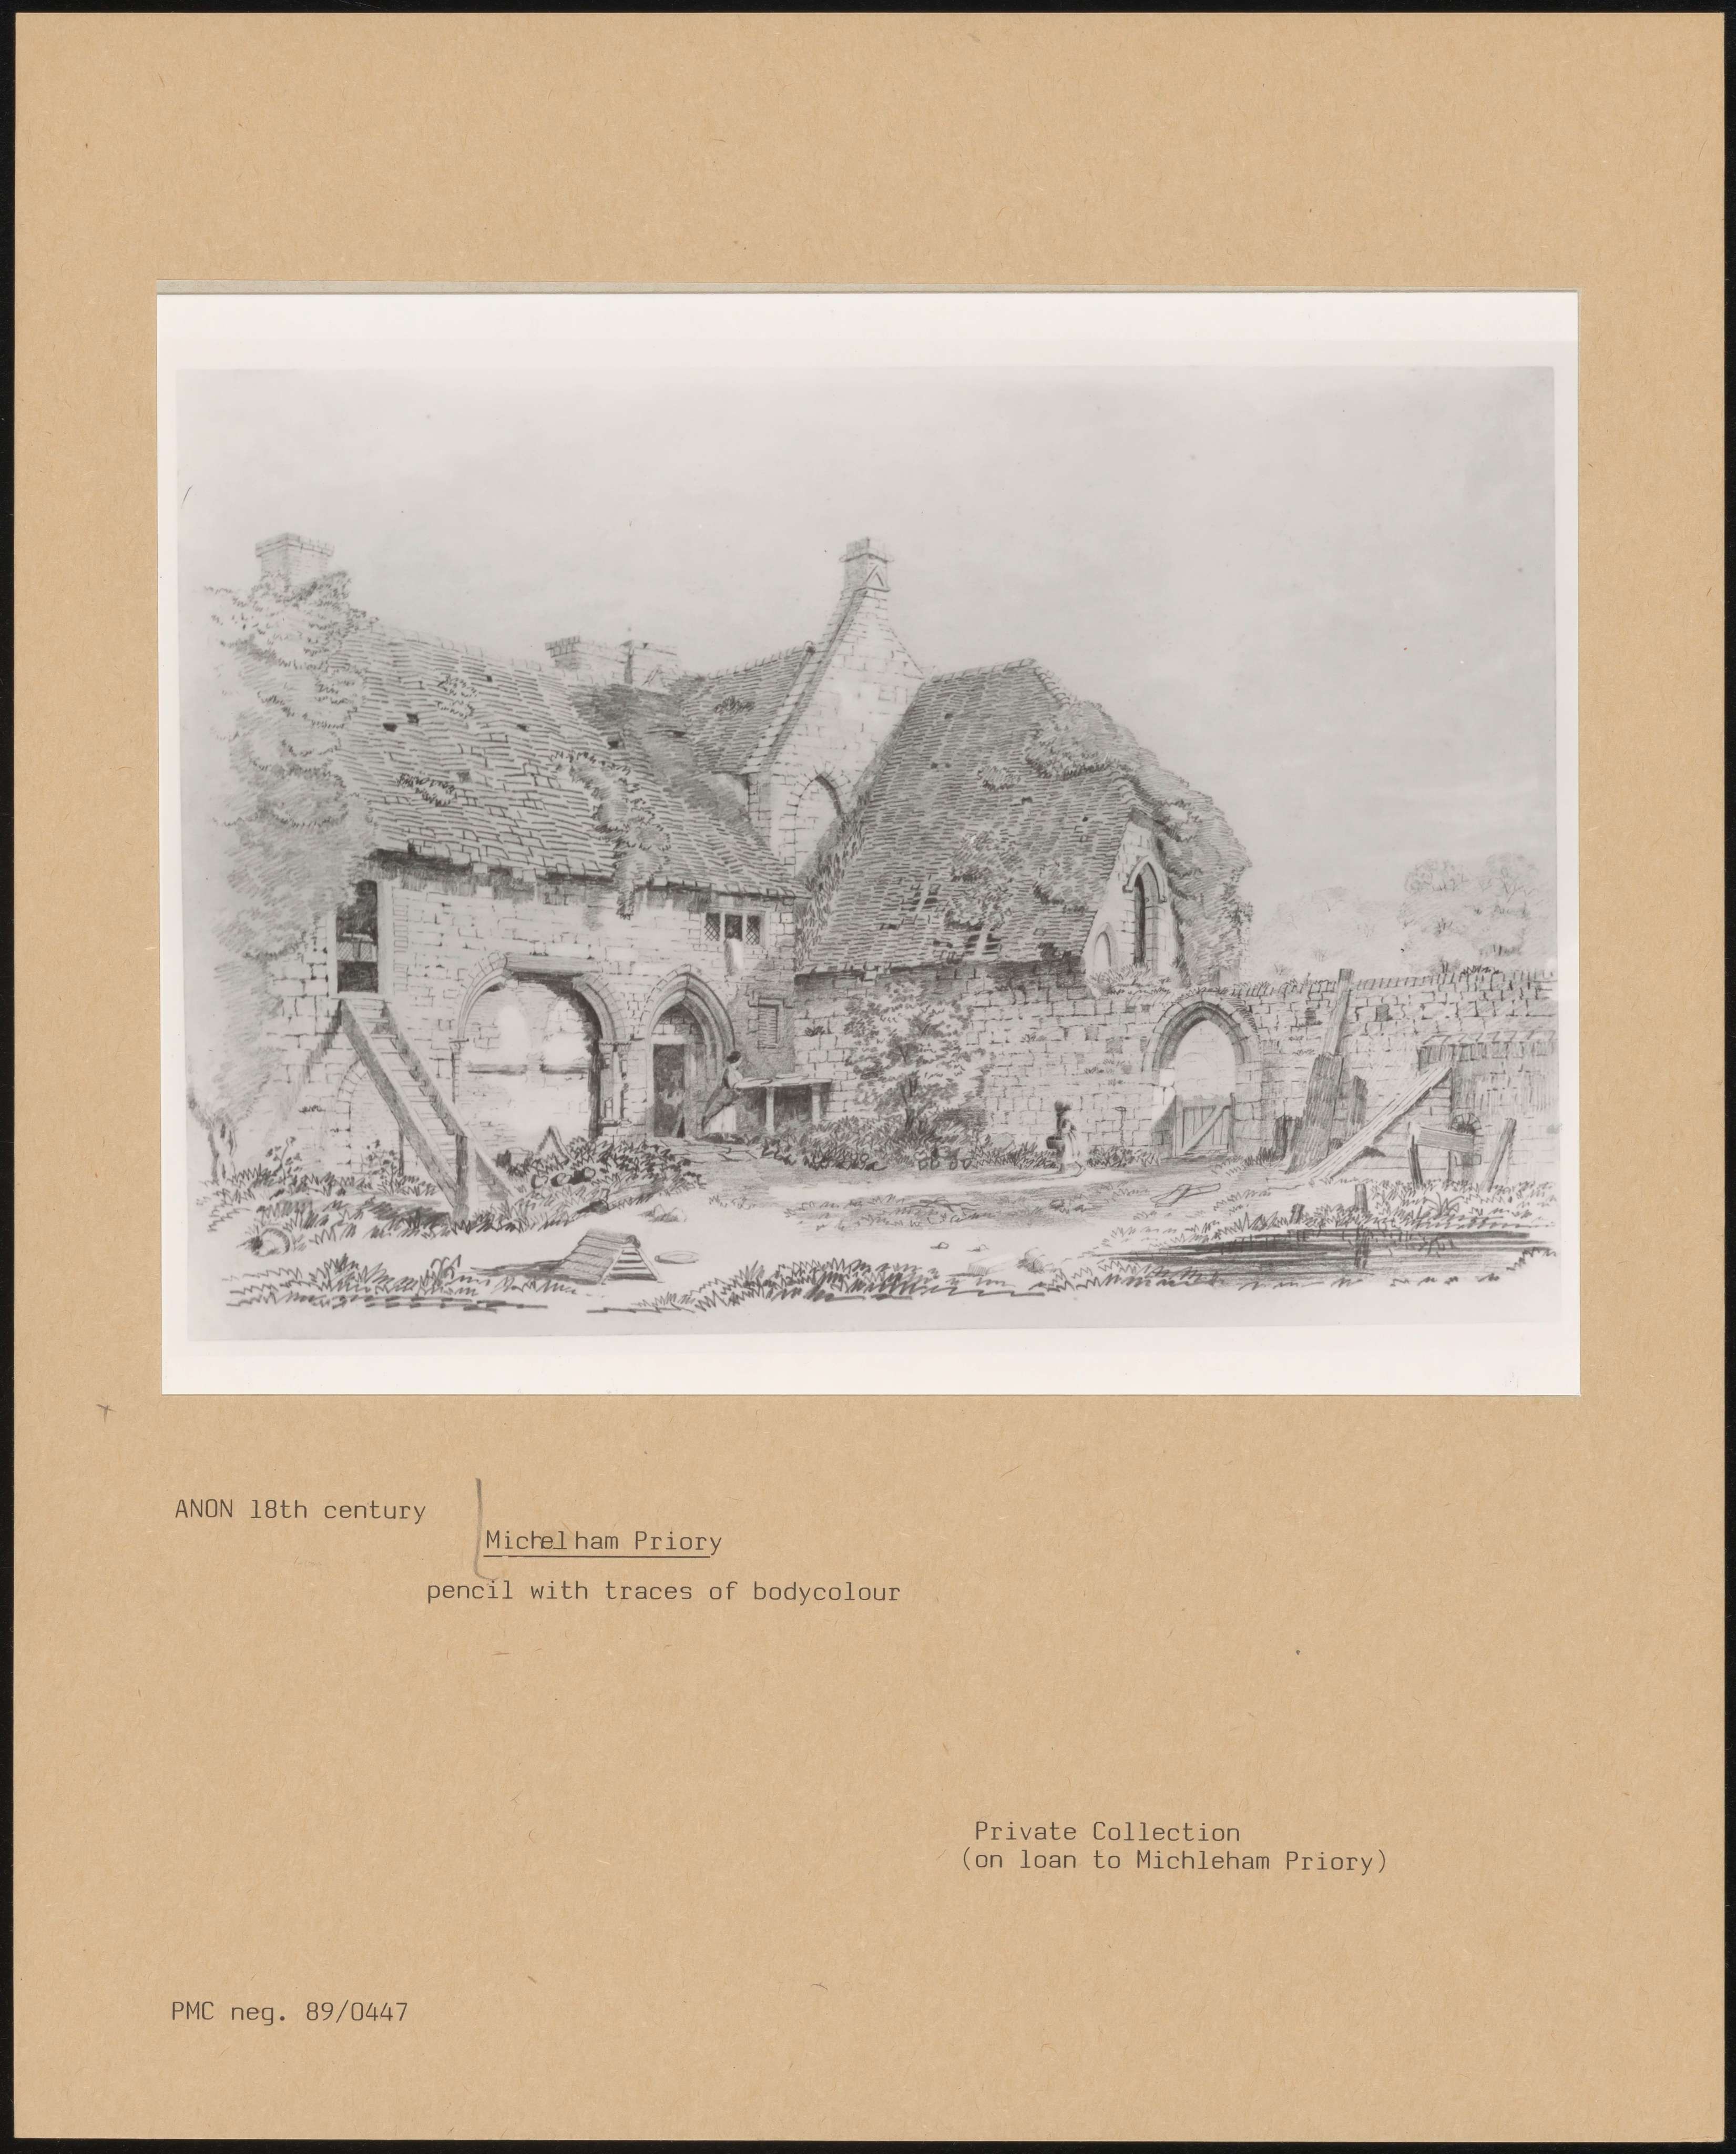 ANON 18th century
Michelham Priory
pencil with traces of bodycolour
Private Collection
(on loan to Michleham Priory)
PMC neg. 89/0447